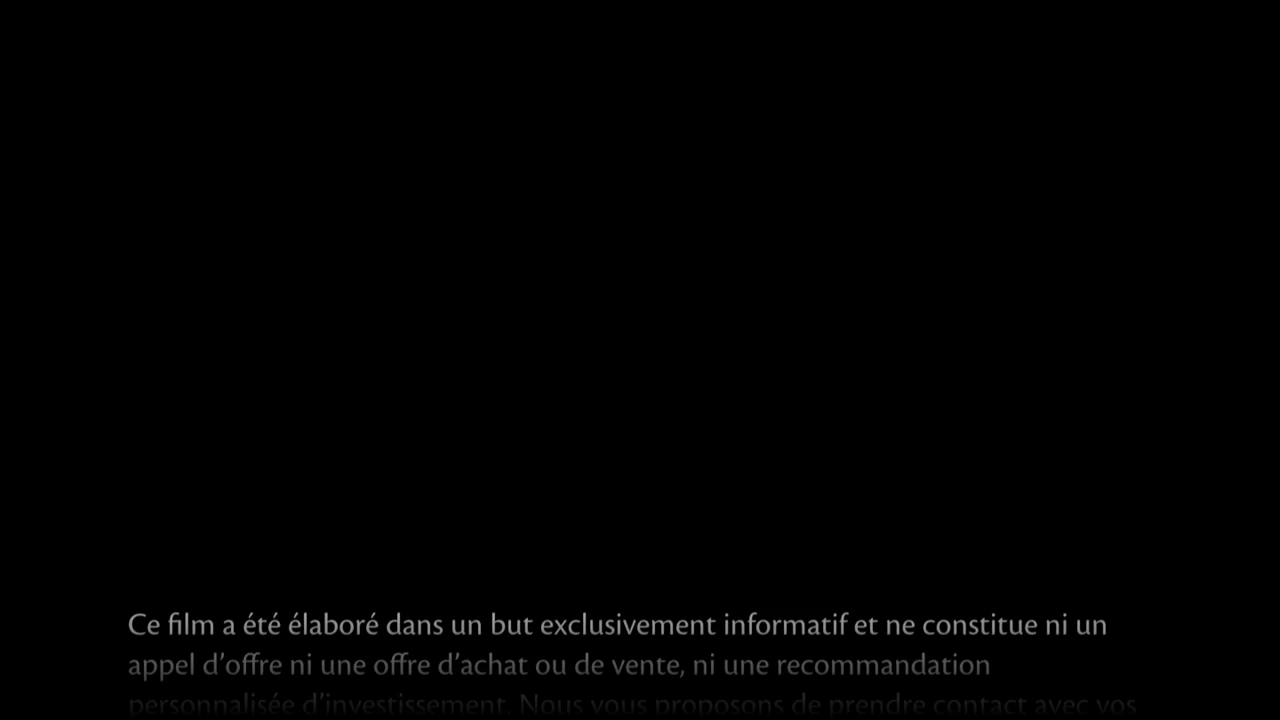 Ce film a été élaboré dans un but exclusivement informatif et ne constitue ni un
appel d’offre ni une offre d’achat ou de vente, ni une recommandation
personnalisée d’investissement. Nous vous proposons de prendre contact avec vos